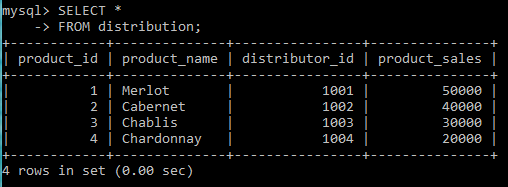 mysql> SELECT *
    -> FROM distribution;
+------------+--------------+----------------+---------------+
| product_id | product_name | distributor_id | product_sales |
+------------+--------------+----------------+---------------+
|          1 | Merlot       |           1001 |         50000 |
|          2 | Cabernet     |           1002 |         40000 |
|          3 | Chablis      |           1003 |         30000 |
|          4 | Chardonnay   |           1004 |         20000 |
+------------+--------------+----------------+---------------+
4 rows in set (0.00 sec)